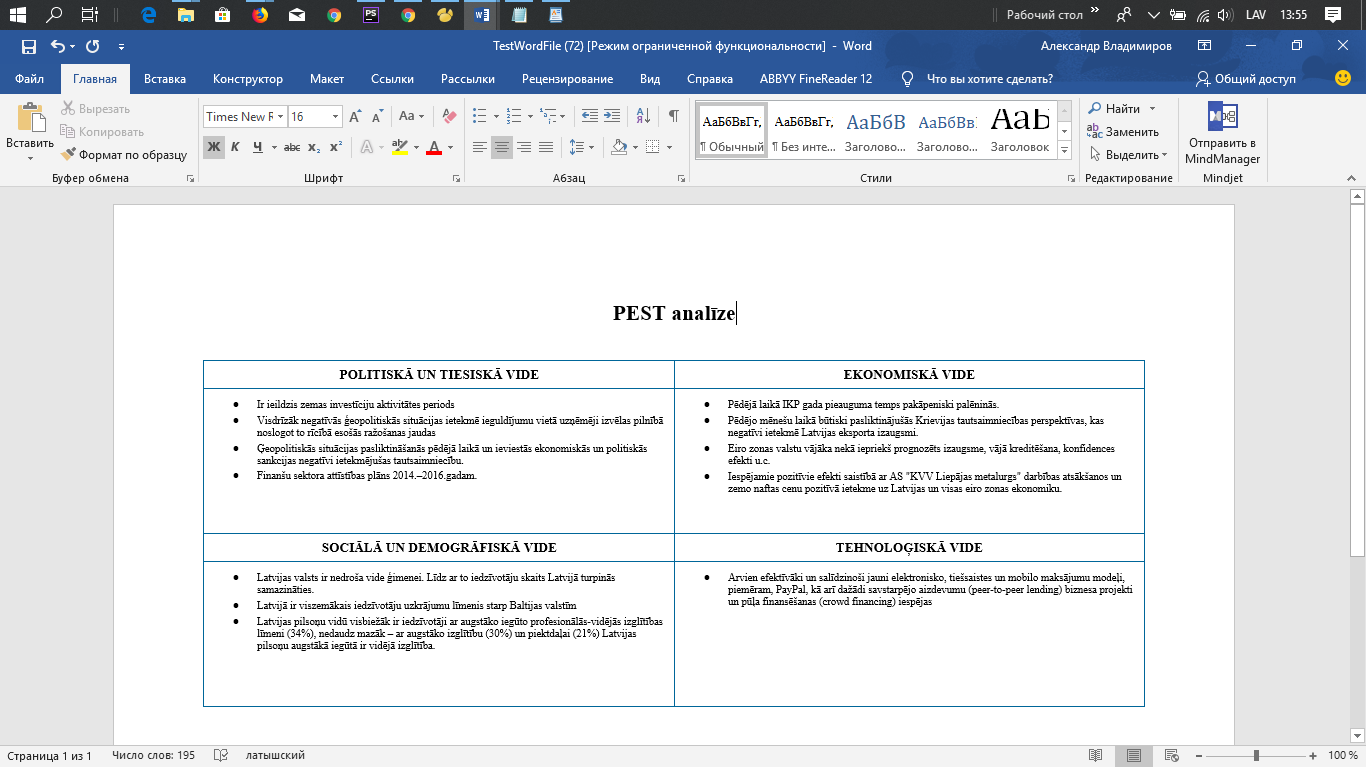 Рабочий стол
LAV
13:55
TestWordFile (72) [Режим ограниченной функциональности] - Word
Александр Владимиров
Файл Главная Вставка Конструктор Макет Ссылки Рассылки Рецензирование Вид Справка ABBYY FineReader 12 Что вы хотите сделать? Общий доступ
Вставить
Вырезать
Копировать
Формат по образцу
Буфер обмена
Times New R 16
Ж К Ч abc x₂ x²
Шрифт
Абзац
АаБбВвГг, АаБбВвГг, АаБбВ АаБбВв АаБ
¶ Обычный ¶ Без инте... Заголово... Заголово... Заголовок
Стили
Найти
Заменить
Выделить
Редактирование
Отправить в
MindManager
Mindjet
PEST analīze
POLITISKĀ UN TIESISKĀ VIDE
● Ir ieildzis zemas investīciju aktivitātes periods
● Visdrīzāk negatīvās ģeopolitiskās situācijas ietekmē ieguldījumu vietā uzņēmēji izvēlas pilnībā
noslogot to rīcībā esošās ražošanas jaudas
● Ģeopolitiskās situācijas pasliktināšanās pēdējā laikā un ieviestās ekonomiskās un politiskās
sankcijas negatīvi ietekmējušas tautsaimniecību.
● Finanšu sektora attīstības plāns 2014.–2016.gadam.
EKONOMISKĀ VIDE
● Pēdējā laikā IKP gada pieauguma temps pakāpeniski palēninās.
● Pēdējo mēnešu laikā būtiski pasliktinājušās Krievijas tautsaimniecības perspektīvas, kas
negatīvi ietekmē Latvijas eksporta izaugsmi.
● Eiro zonas valstu vājāka nekā iepriekš prognozēts izaugsme, vājā kreditēšana, konfidences
efekti u.c.
● Iespējamie pozitīvie efekti saistībā ar AS "KVV Liepājas metalurgs" darbības atsākšanos un
zemo naftas cenu pozitīvā ietekme uz Latvijas un visas eiro zonas ekonomiku.
SOCIĀLĀ UN DEMOGRĀFISKĀ VIDE
● Latvijas valsts ir nedroša vide ģimenei. Līdz ar to iedzīvotāju skaits Latvijā turpinās
samazināties.
● Latvijā ir viszemākais iedzīvotāju uzkrājumu līmenis starp Baltijas valstīm
● Latvijas pilsoņu vidū visbiežāk ir iedzīvotāji ar augstāko iegūto profesionālās-vidējās izglītības
līmeni (34%), nedaudz mazāk – ar augstāko izglītību (30%) un piektdaļai (21%) Latvijas
pilsoņu augstākā iegūtā ir vidējā izglītība.
TEHNOLOĢISKĀ VIDE
● Arvien efektīvāki un salīdzinoši jauni elektronisko, tiešsaistes un mobilo maksājumu modeļi,
piemēram, PayPal, kā arī dažādi savstarpējo aizdevumu (peer-to-peer lending) biznesa projekti
un pūļa finansēšanas (crowd financing) iespējas
Страница 1 из 1 Число слов: 195 латышский
100 %